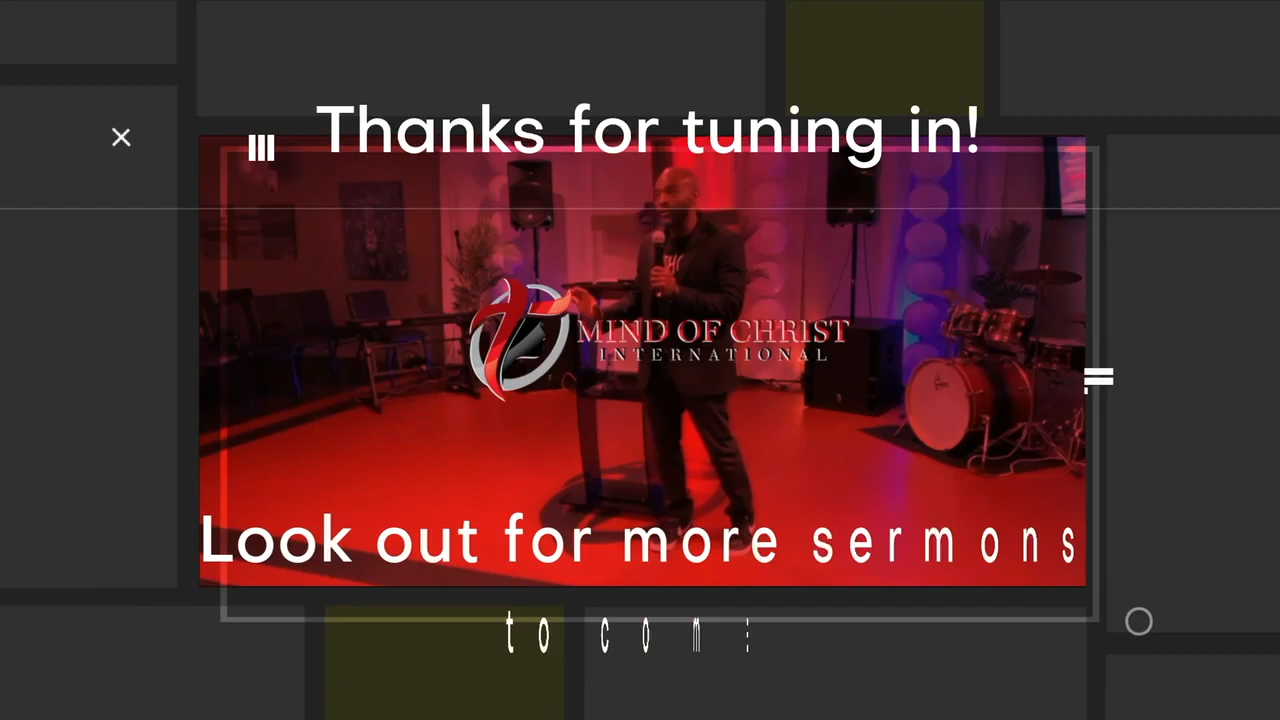 Thanks for tuning in!
MIND OF CHRIST
INTERNATIONAL
Look out for more sermons
to com